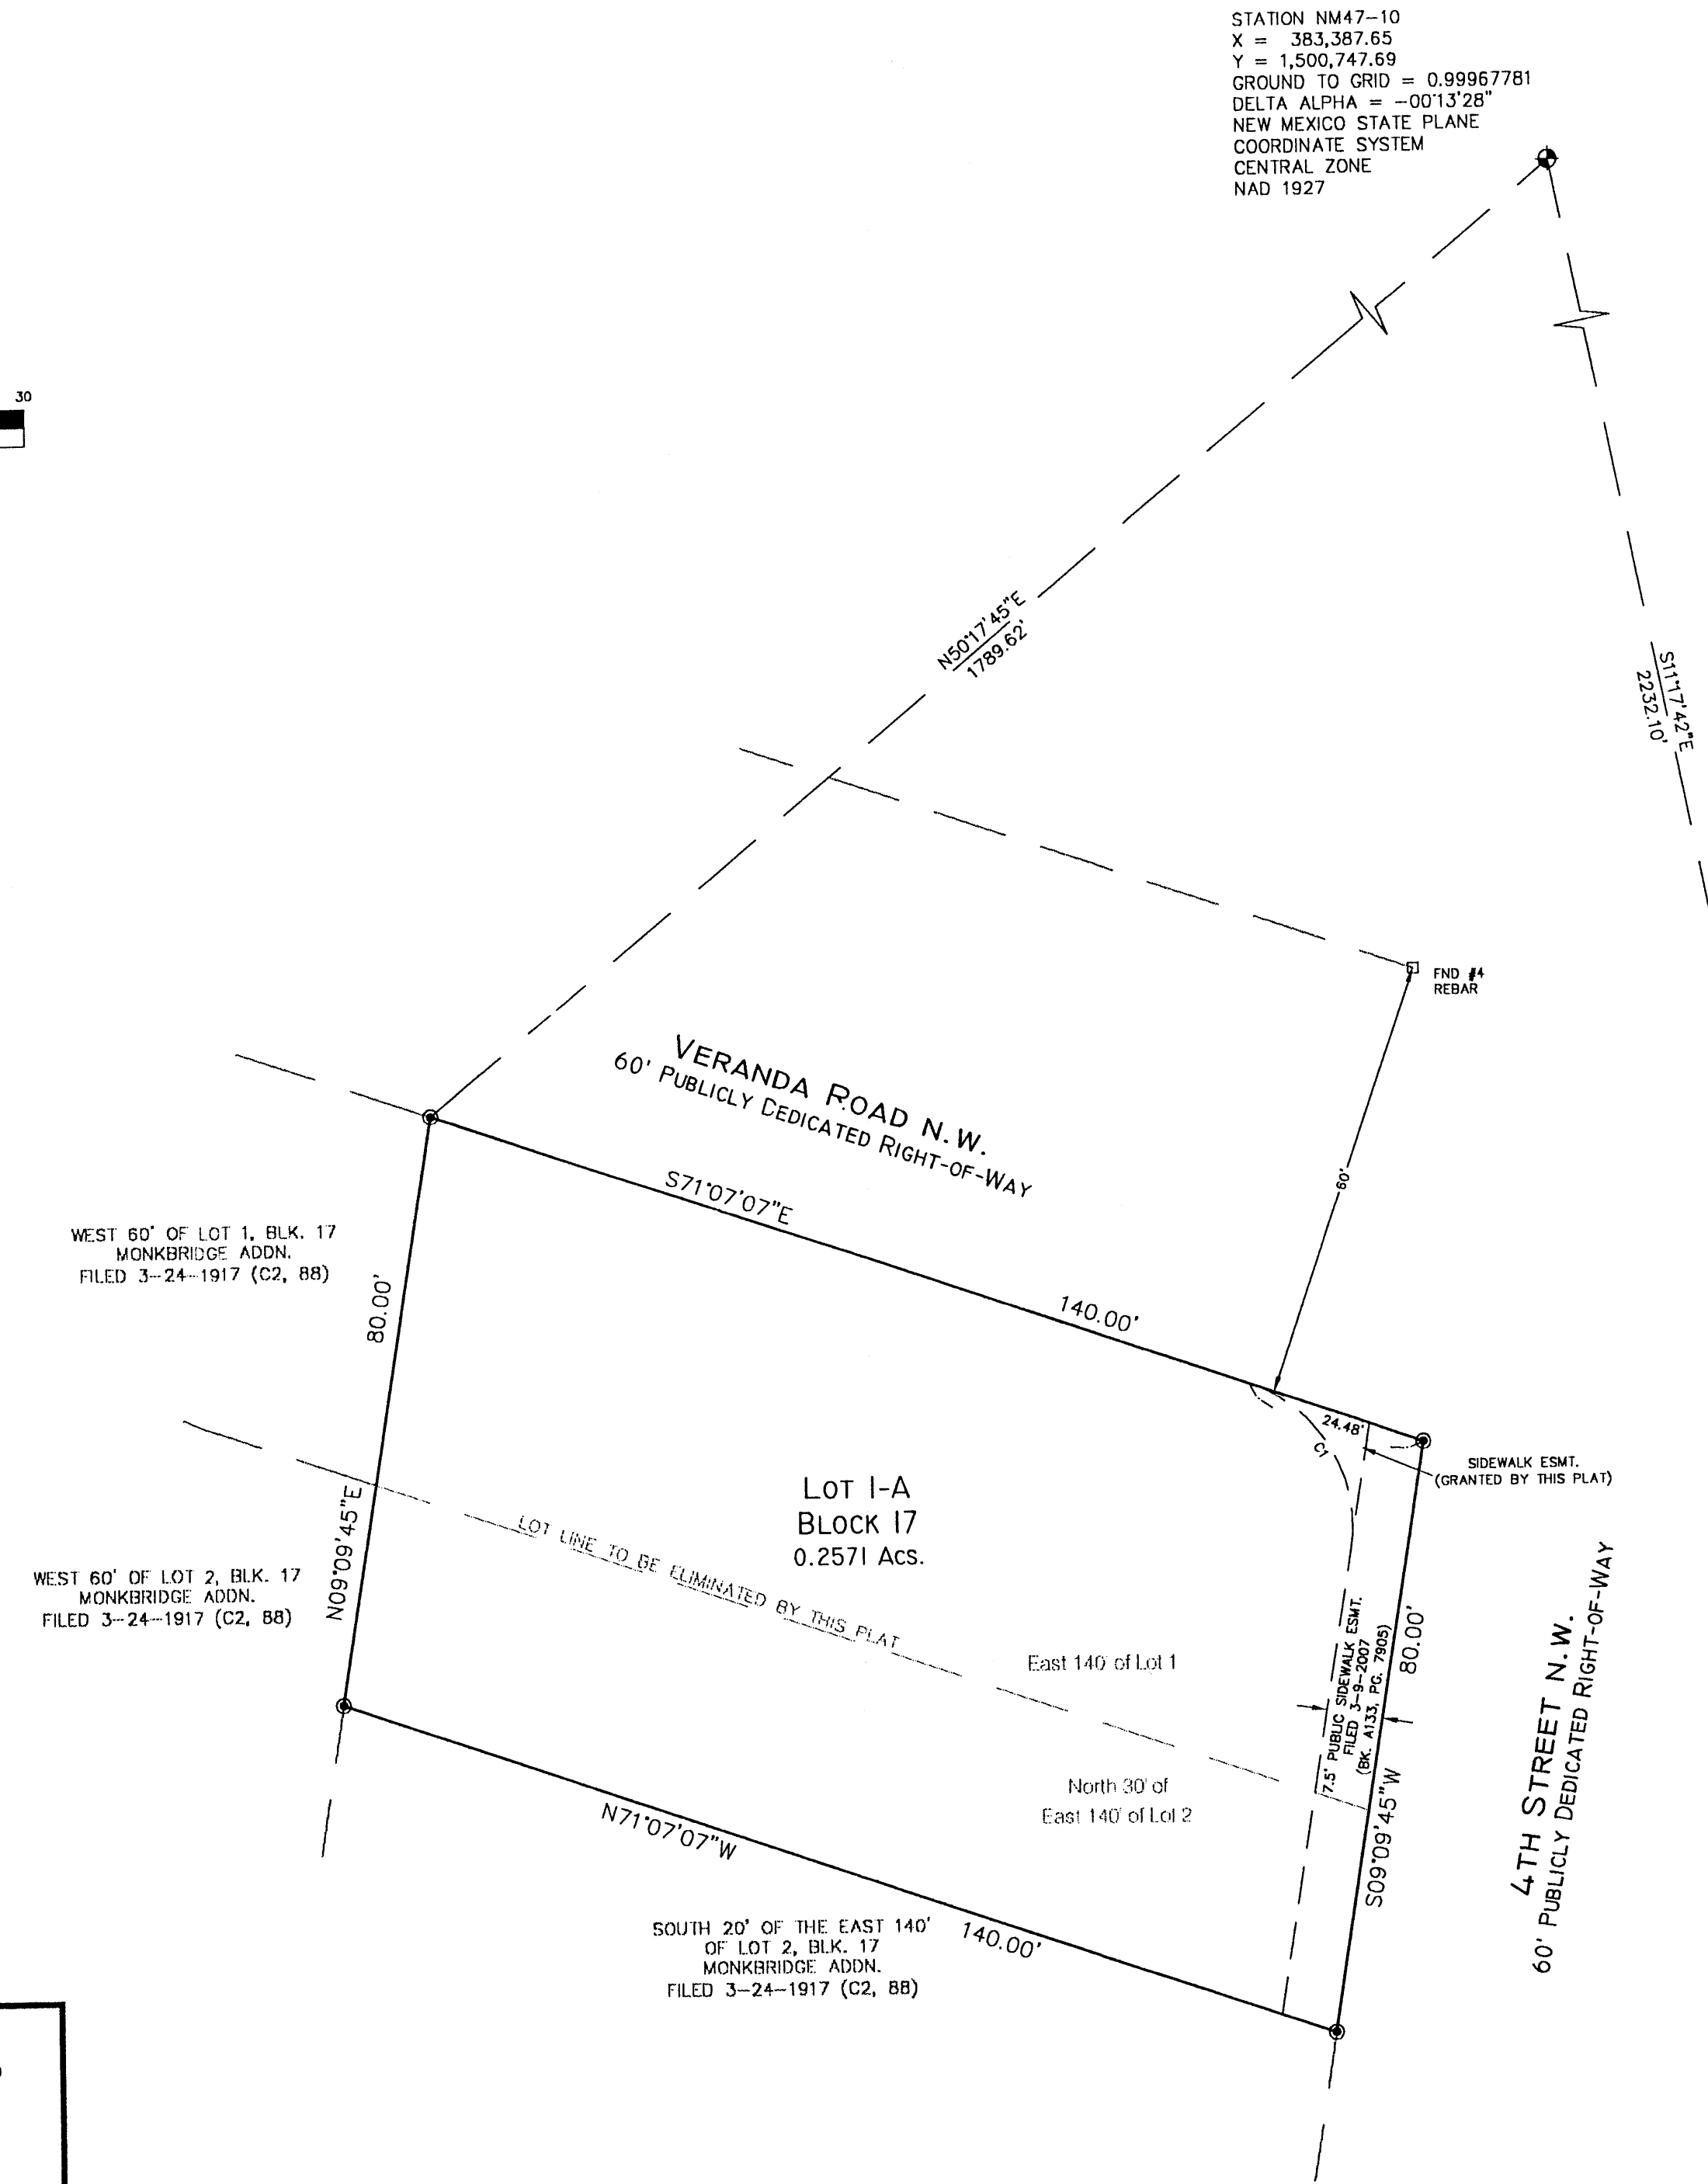 STATION NM47-10
X = 383,387.65
Y = 1,500,747.69
GROUND TO GRID = 0.99967781
DELTA ALPHA = -00°13'28"
NEW MEXICO STATE PLANE
COORDINATE SYSTEM
CENTRAL ZONE
NAD 1927
30
N50°17'45"E
1789.62'
S11°17'42"E
2232.10'
FND #4
REBAR
VERANDA ROAD N.W.
60' PUBLICLY DEDICATED RIGHT-OF-WAY
60'
S71°07'07"E
140.00'
WEST 60' OF LOT 1, BLK. 17
MONKBRIDGE ADDN.
FILED 3-24-1917 (C2, 88)
80.00'
N09°09'45"E
24.48'
C1
SIDEWALK ESMT.
(GRANTED BY THIS PLAT)
LOT 1-A
BLOCK 17
0.2571 ACS.
LOT LINE TO BE ELIMINATED BY THIS PLAT
WEST 60' OF LOT 2, BLK. 17
MONKBRIDGE ADDN.
FILED 3-24-1917 (C2, 88)
East 140' of Lot 1
North 30' of
East 140' of Lot 2
7.5' PUBLIC SIDEWALK ESMT.
FILED 3-9-2007
(BK. A133, PG. 7905)
80.00'
S09°09'45"W
4TH STREET N.W.
60' PUBLICLY DEDICATED RIGHT-OF-WAY
N71°07'07"W
140.00'
SOUTH 20' OF THE EAST 140'
OF LOT 2, BLK. 17
MONKBRIDGE ADDN.
FILED 3-24-1917 (C2, 88)